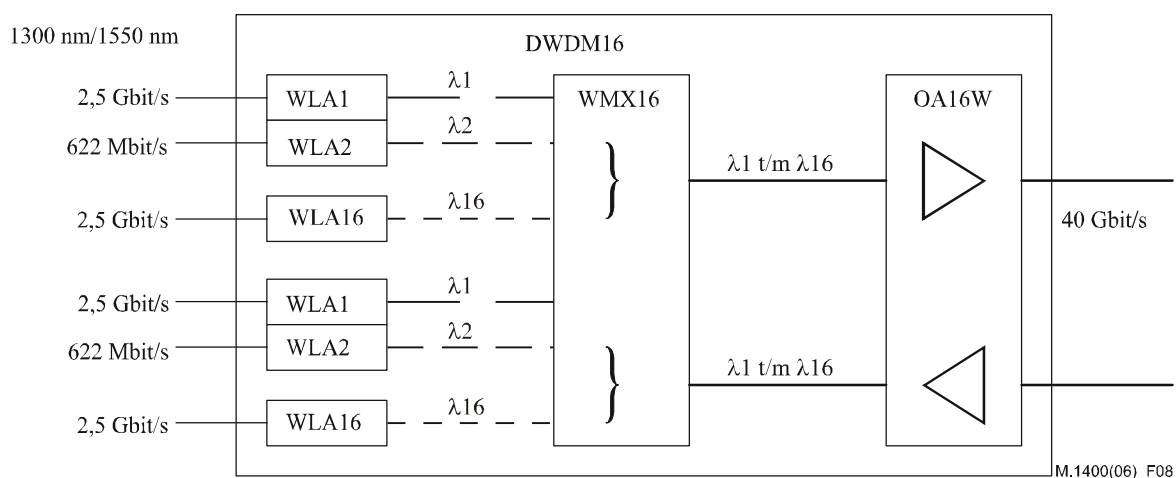 1300 nm/1550 nm
DWDM16
2,5 Gbit/s
WLA1
λ1
WMX16
OA16W
622 Mbit/s
WLA2
λ2
λ1 t/m λ16
2,5 Gbit/s
WLA16
λ16
40 Gbit/s
2,5 Gbit/s
WLA1
λ1
622 Mbit/s
WLA2
λ2
λ1 t/m λ16
2,5 Gbit/s
WLA16
λ16
M.1400(06)_F08